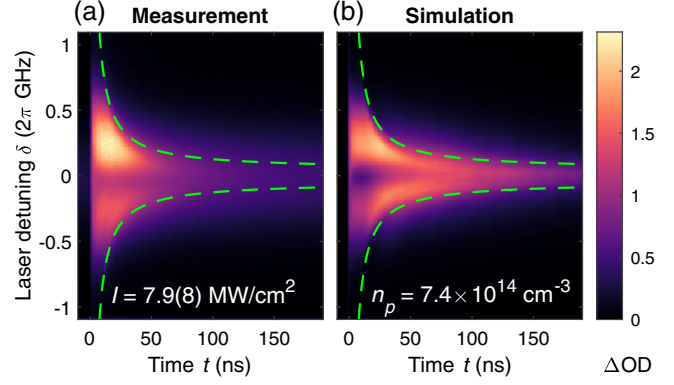 (a) Measurement
(b) Simulation
Laser detuning δ (2π GHz)
1
0.5
0
-0.5
-1
I = 7.9(8) MW/cm²
n_p = 7.4×10¹⁴ cm⁻³
0 50 100 150
0 50 100 150
Time t (ns)
Time t (ns)
2
1.5
1
0.5
0
ΔOD